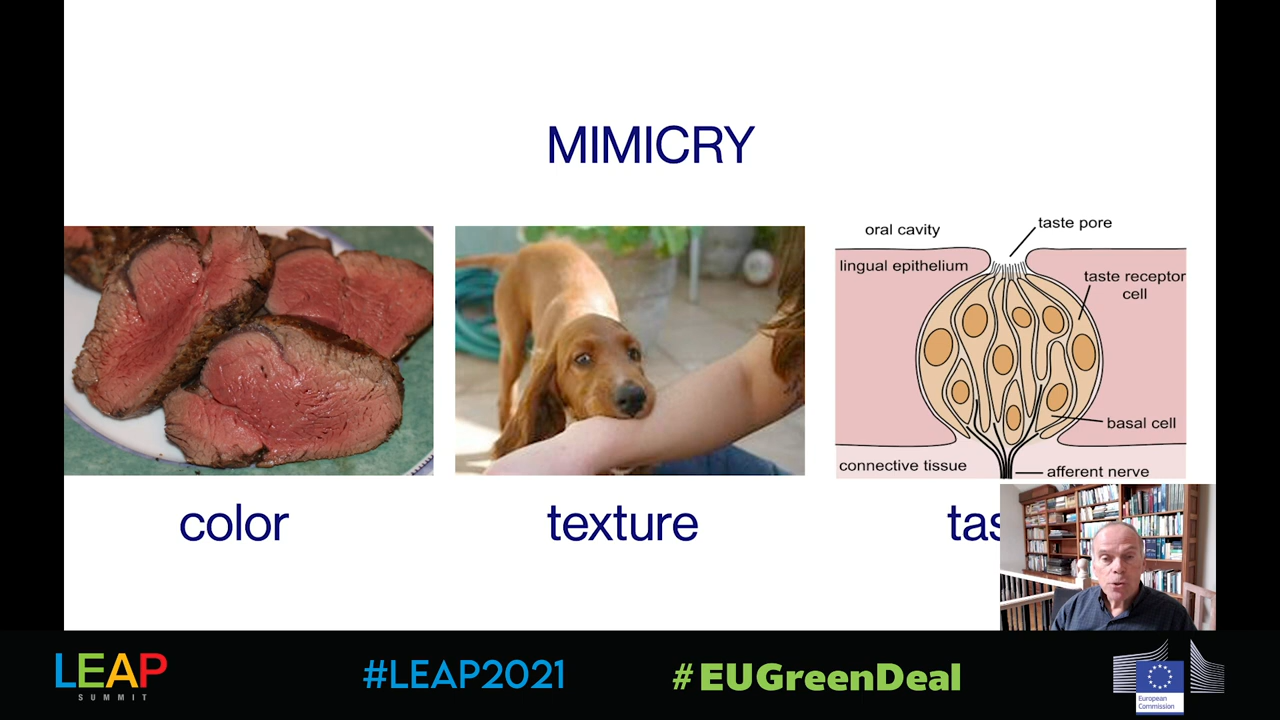 MIMICRY
oral cavity
taste pore
lingual epithelium
taste receptor
cell
basal cell
connective tissue
afferent nerve
color
texture
tas
LEAP
SUMMIT
#LEAP2021
#EUGreenDeal
European
Commission